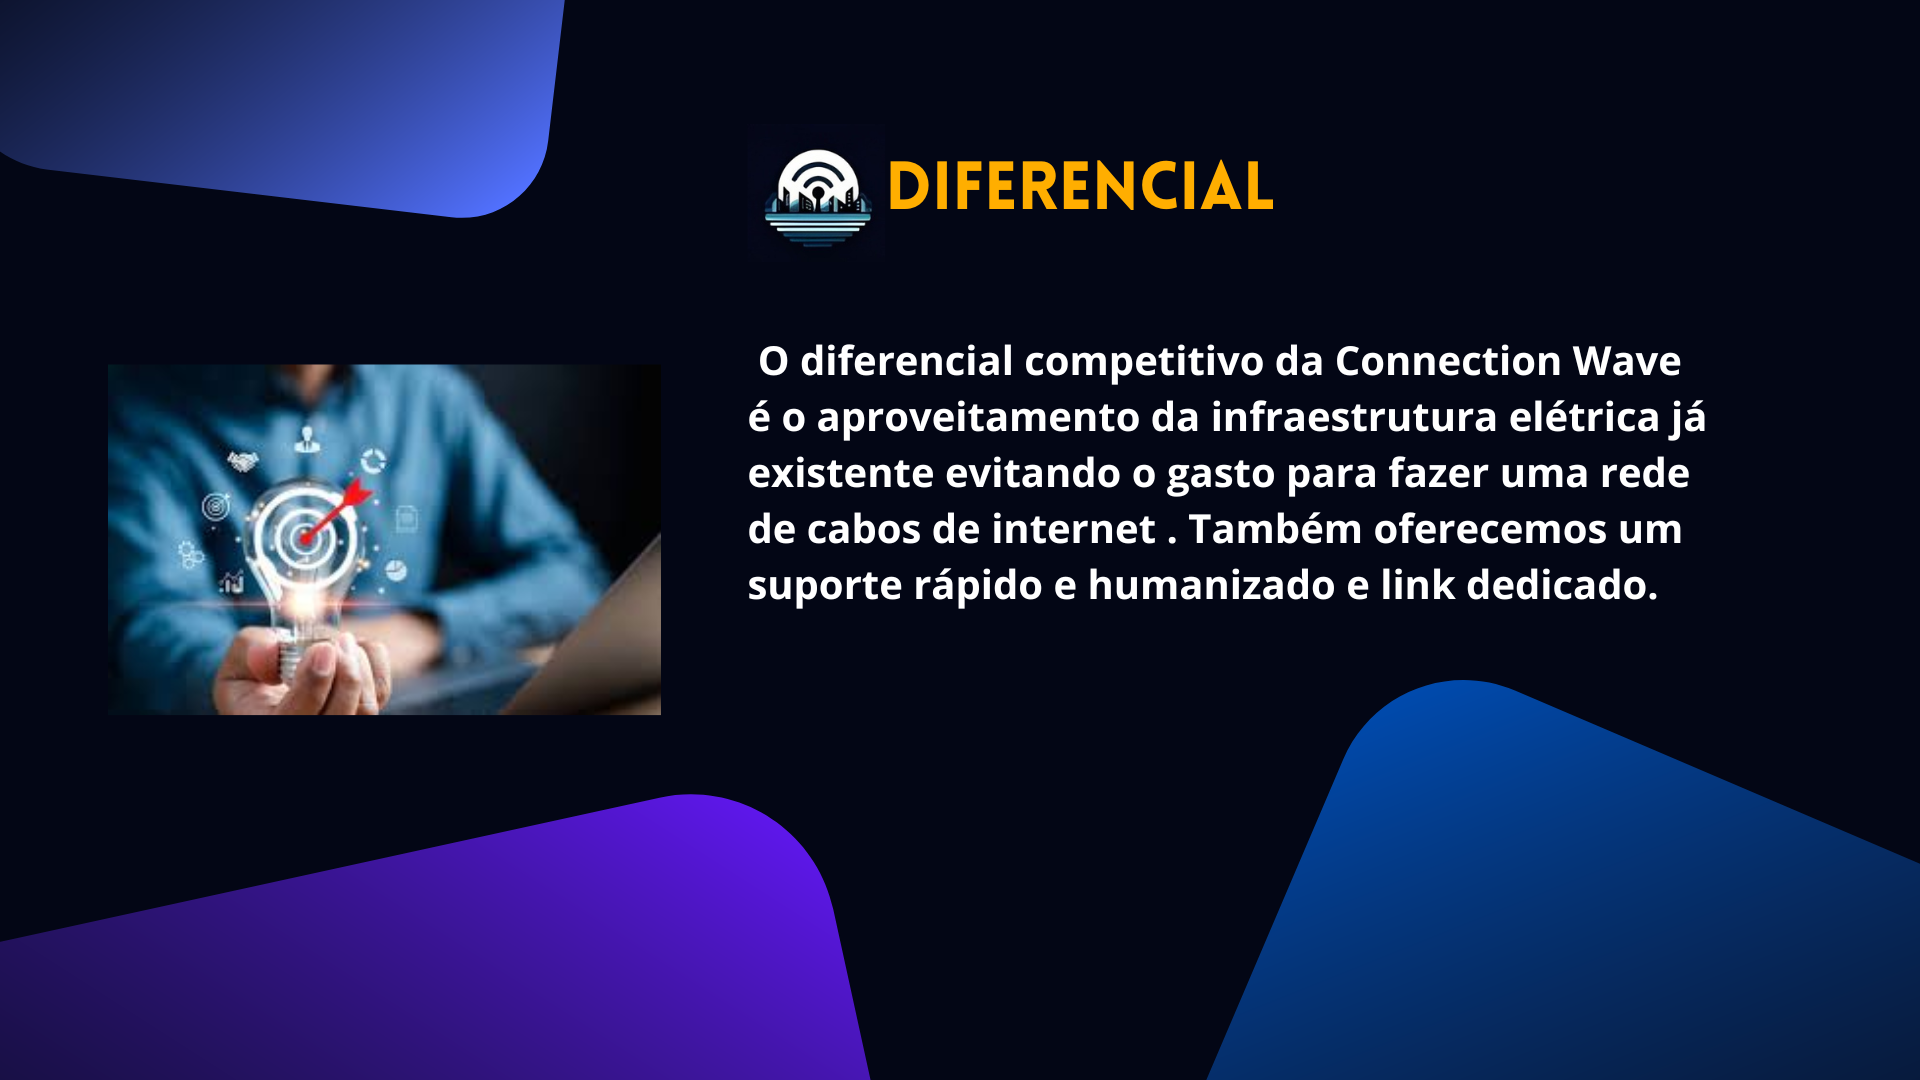 DIFERENCIAL
O diferencial competitivo da Connection Wave
é o aproveitamento da infraestrutura elétrica já
existente evitando o gasto para fazer uma rede
de cabos de internet . Também oferecemos um
suporte rápido e humanizado e link dedicado.